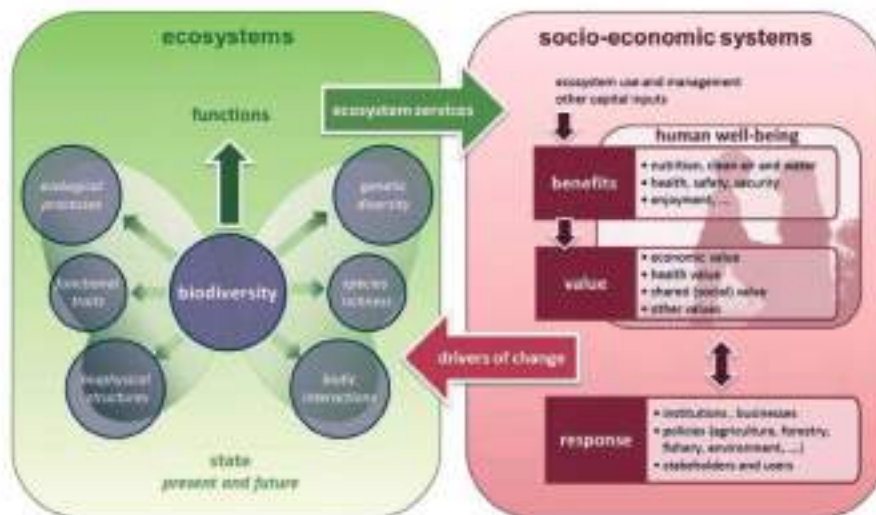 ecosystems
functions
ecological
processes
genetic
diversity
functional
traits
biodiversity
species
richness
biophysical
structures
biotic
interactions
state
present and future
ecosystem services
drivers of change
socio-economic systems
ecosystem use and management
other capital inputs
human well-being
benefits
• nutrition, clean air and water
• health, safety, security
• enjoyment, ...
value
• economic value
• health value
• shared (social) value
• other values
response
• institutions, businesses
• policies (agriculture, forestry,
fishery, environment, ...)
• stakeholders and users